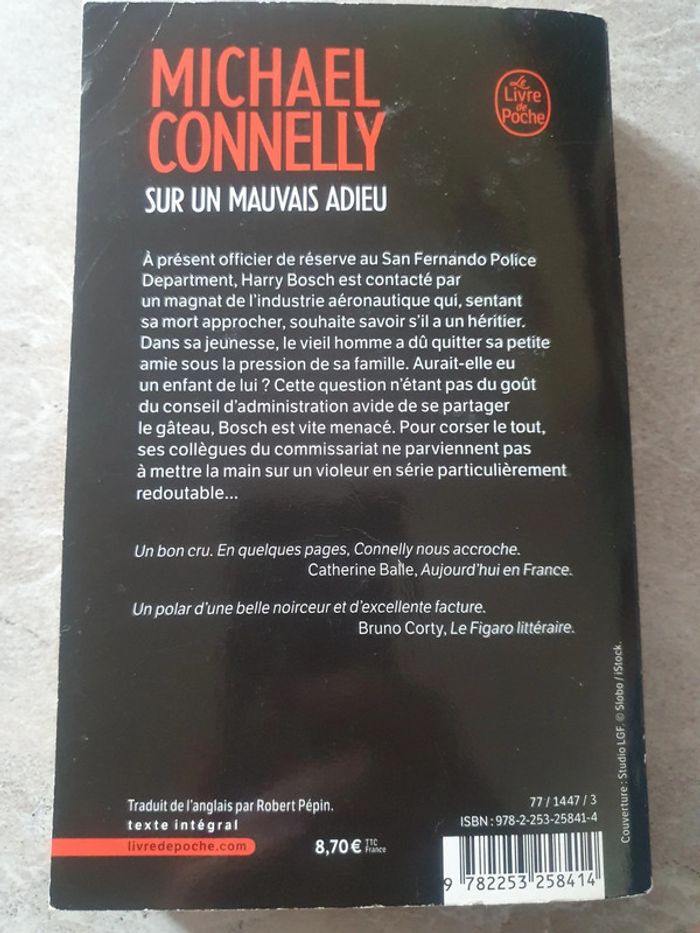 MICHAEL
CONNELLY
SUR UN MAUVAIS ADIEU
Le
Livre
de
Poche
À présent officier de réserve au San Fernando Police
Department, Harry Bosch est contacté par
un magnat de l'industrie aéronautique qui, sentant
sa mort approcher, souhaite savoir s'il a un héritier.
Dans sa jeunesse, le vieil homme a dû quitter sa petite
amie sous la pression de sa famille. Aurait-elle eu
un enfant de lui ? Cette question n'étant pas du goût
du conseil d'administration avide de se partager
le gâteau, Bosch est vite menacé. Pour corser le tout,
ses collègues du commissariat ne parviennent pas
à mettre la main sur un violeur en série particulièrement
redoutable...
Un bon cru. En quelques pages, Connelly nous accroche.
Catherine Balle, Aujourd'hui en France.
Un polar d'une belle noirceur et d'excellente facture.
Bruno Corty, Le Figaro littéraire.
Couverture : Studio LGF. © Slobo / iStock.
Traduit de l'anglais par Robert Pépin.
texte intégral
livredepoche.com
8,70 € TTC
France
77 / 1447 / 3
ISBN : 978-2-253-25841-4
9 782253 258414